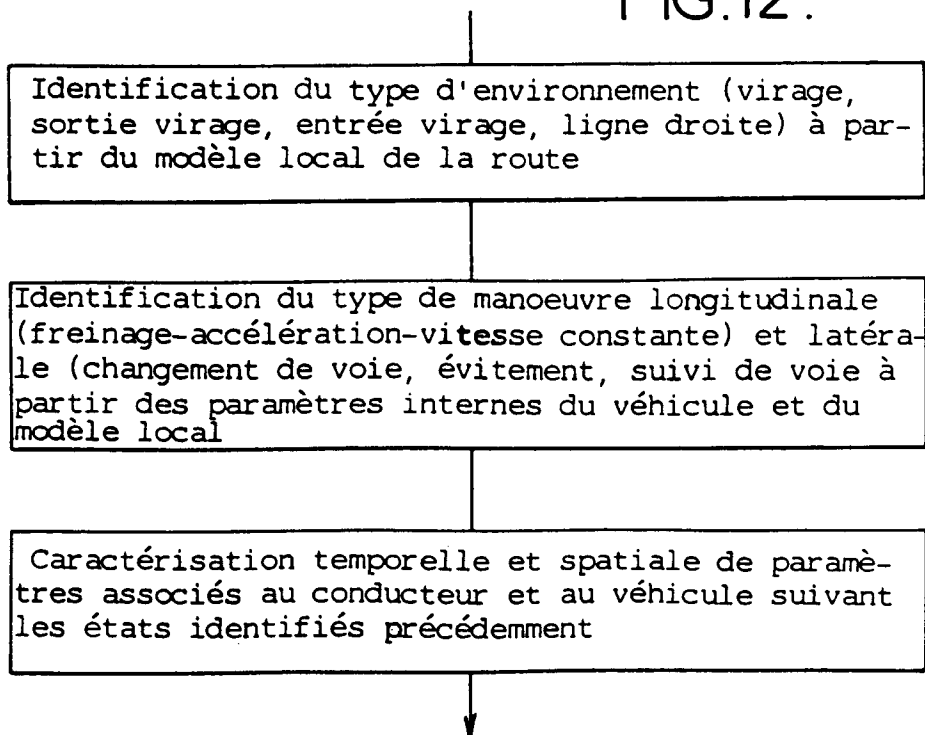 FIG.12.
Identification du type d'environnement (virage,
sortie virage, entrée virage, ligne droite) à par-
tir du modèle local de la route
Identification du type de manoeuvre longitudinale
(freinage-accélération-vitesse constante) et latéra-
le (changement de voie, évitement, suivi de voie à
partir des paramètres internes du véhicule et du
modèle local
Caractérisation temporelle et spatiale de paramè-
tres associés au conducteur et au véhicule suivant
les états identifiés précédemment